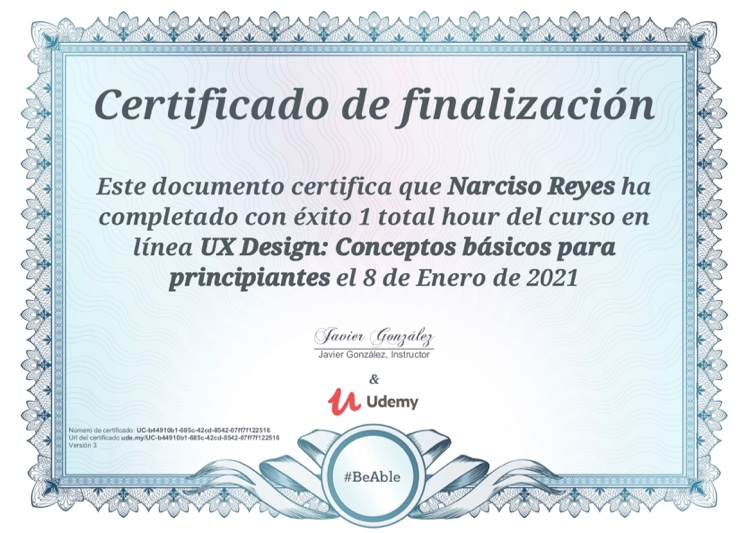 Certificado de finalización
Este documento certifica que Narciso Reyes ha
completado con éxito 1 total hour del curso en
línea UX Design: Conceptos básicos para
principiantes el 8 de Enero de 2021
Javier González
Javier González, Instructor
&
Udemy
Número de certificado: UC-b44910b1-685c-42cd-8542-07ff7f122516
Url del certificado ude.my/UC-b44910b1-685c-42cd-8542-07ff7f122516
Versión 3
#BeAble